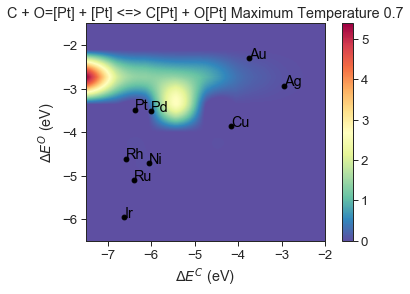 C + O=[Pt] + [Pt] <=> C[Pt] + O[Pt] Maximum Temperature 0.7
−2
−3
−4
−5
−6
ΔE^O (eV)
Au
Ag
Pt
Pd
Cu
Rh
Ni
Ru
Ir
−7 −6 −5 −4 −3 −2
ΔE^C (eV)
5
4
3
2
1
0